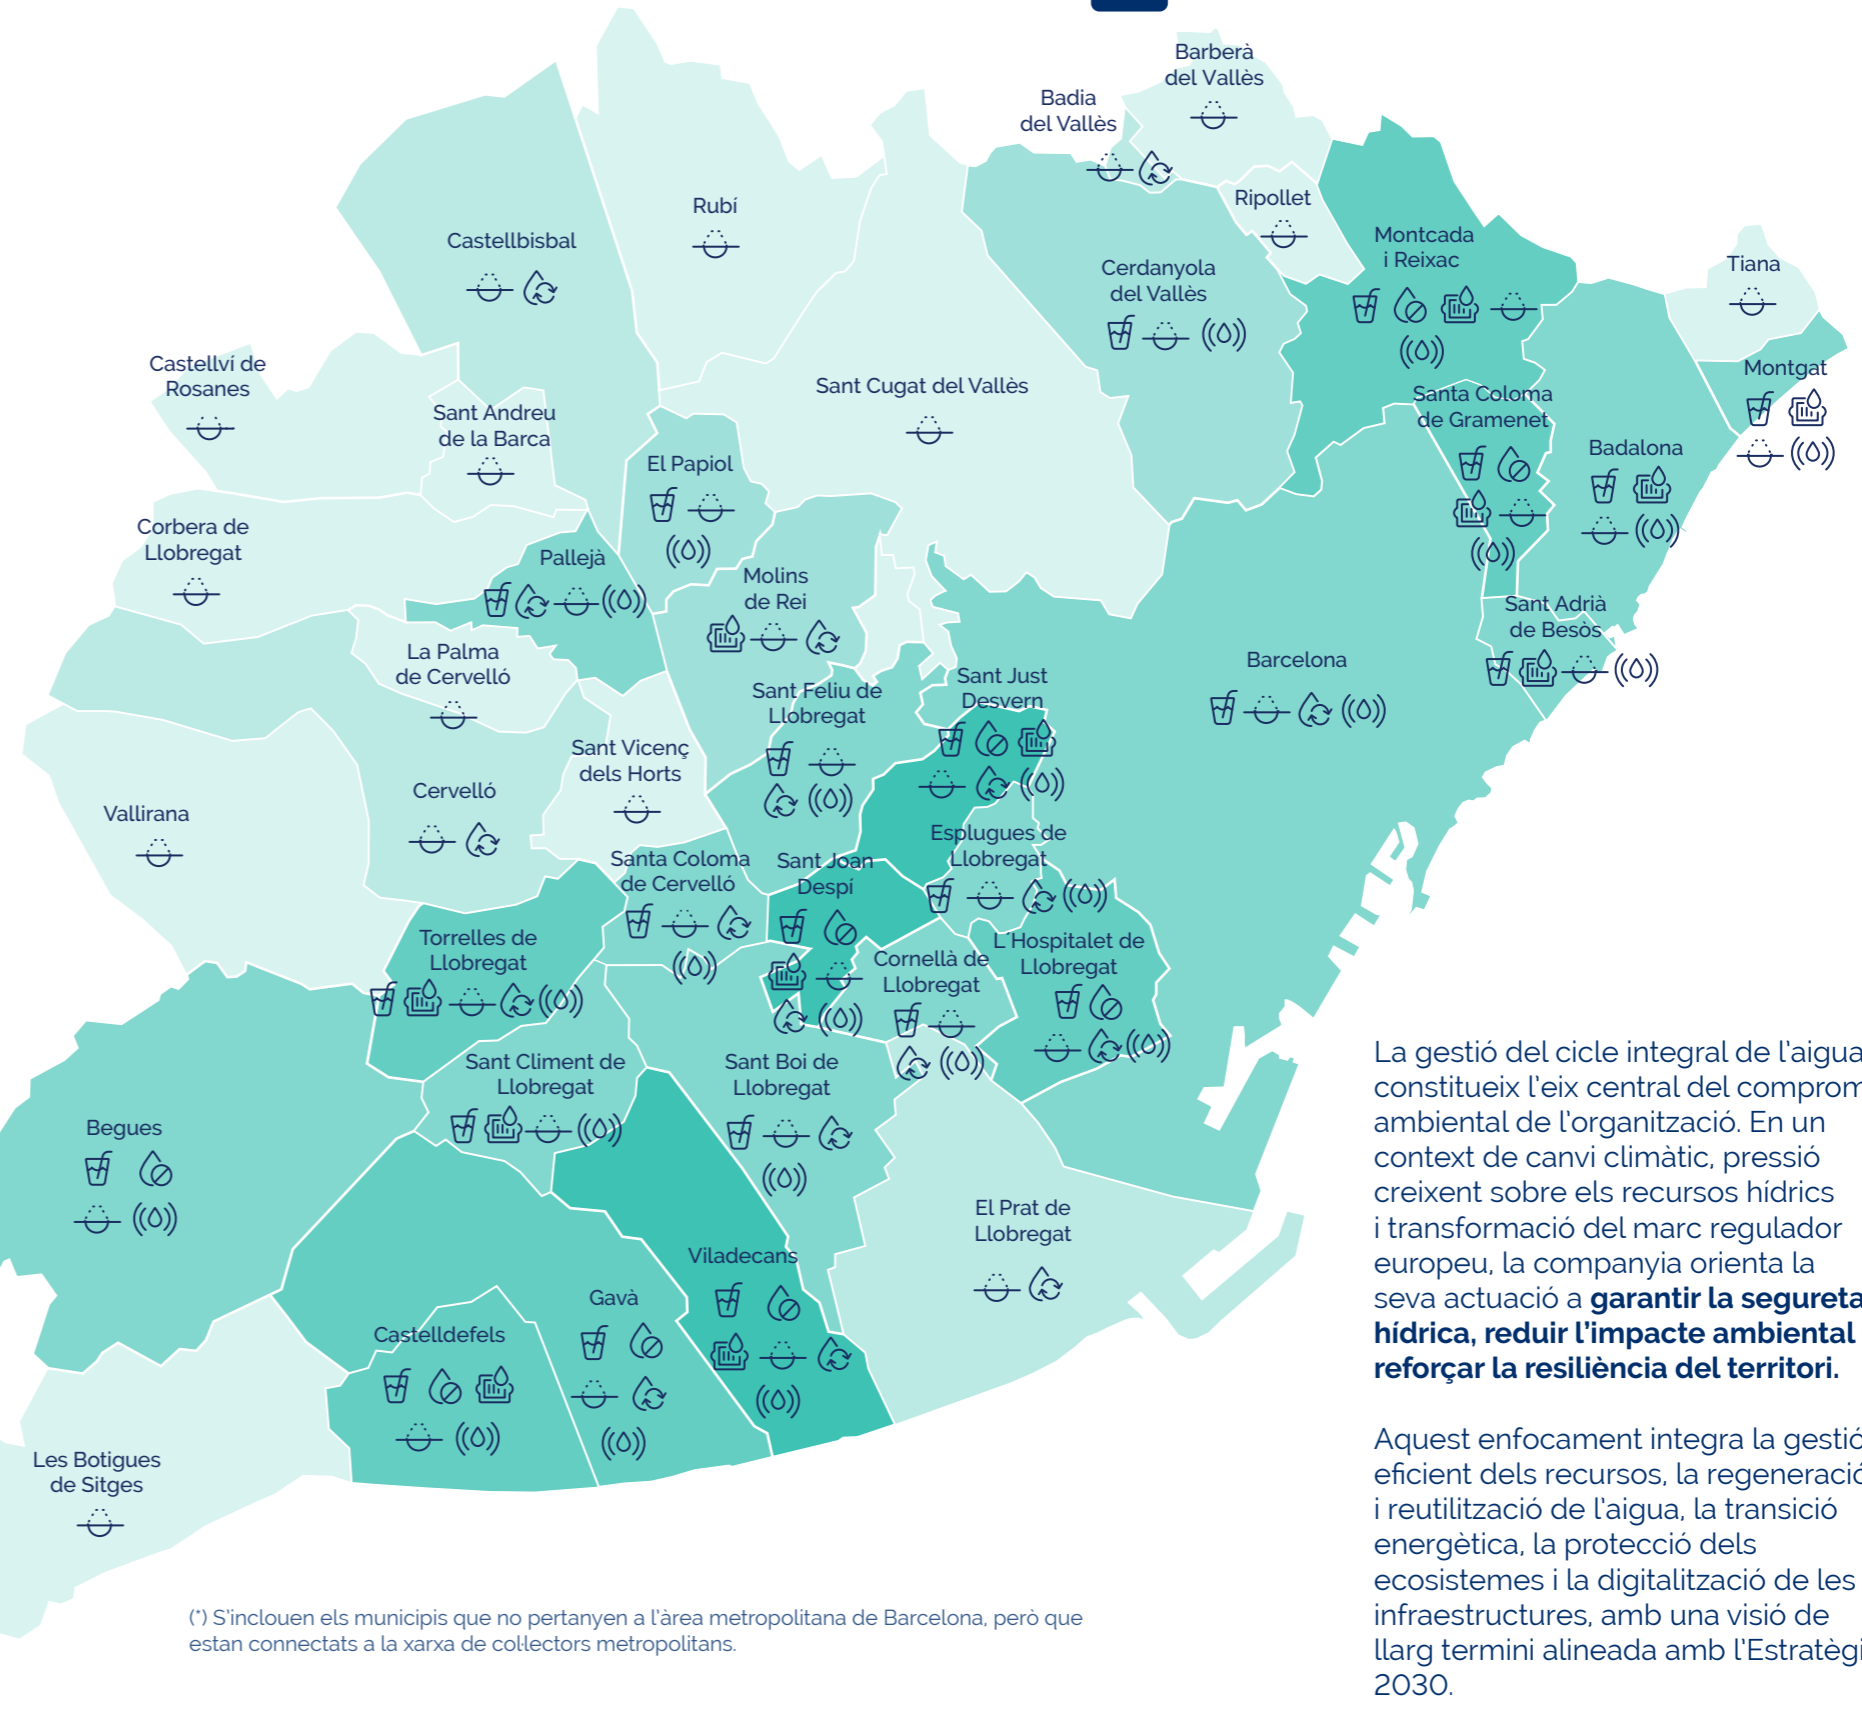 Barberà
del Vallès
Badia
del Vallès
Rubí
Ripollet
Castellbisbal
Montcada
i Reixac
Cerdanyola
del Vallès
Tiana
Castellví de
Rosanes
Sant Cugat del Vallès
Montgat
Sant Andreu
de la Barca
Santa Coloma
de Gramenet
El Papiol
Badalona
Corbera de
Llobregat
Pallejà
Molins
de Rei
Sant Adrià
de Besòs
La Palma
de Cervelló
Barcelona
Sant Feliu de
Llobregat
Sant Just
Desvern
Sant Vicenç
dels Horts
Cervelló
Vallirana
Esplugues de
Llobregat
Santa Coloma
de Cervelló
Sant Joan
Despí
Torrelles de
Llobregat
Cornellà de
Llobregat
L'Hospitalet de
Llobregat
Sant Climent de
Llobregat
Sant Boi de
Llobregat
Begues
El Prat de
Llobregat
Viladecans
Gavà
Castelldefels
Les Botigues
de Sitges
(*) S'inclouen els municipis que no pertanyen a l'àrea metropolitana de Barcelona, però que
estan connectats a la xarxa de col·lectors metropolitans.
La gestió del cicle integral de l'aigua
constitueix l'eix central del comprom
ambiental de l'organització. En un
context de canvi climàtic, pressió
creixent sobre els recursos hídrics
i transformació del marc regulador
europeu, la companyia orienta la
seva actuació a garantir la segureta
hídrica, reduir l'impacte ambiental
reforçar la resiliència del territori.
Aquest enfocament integra la gestió
eficient dels recursos, la regeneració
i reutilització de l'aigua, la transició
energètica, la protecció dels
ecosistemes i la digitalització de les
infraestructures, amb una visió de
llarg termini alineada amb l'Estratègi
2030.